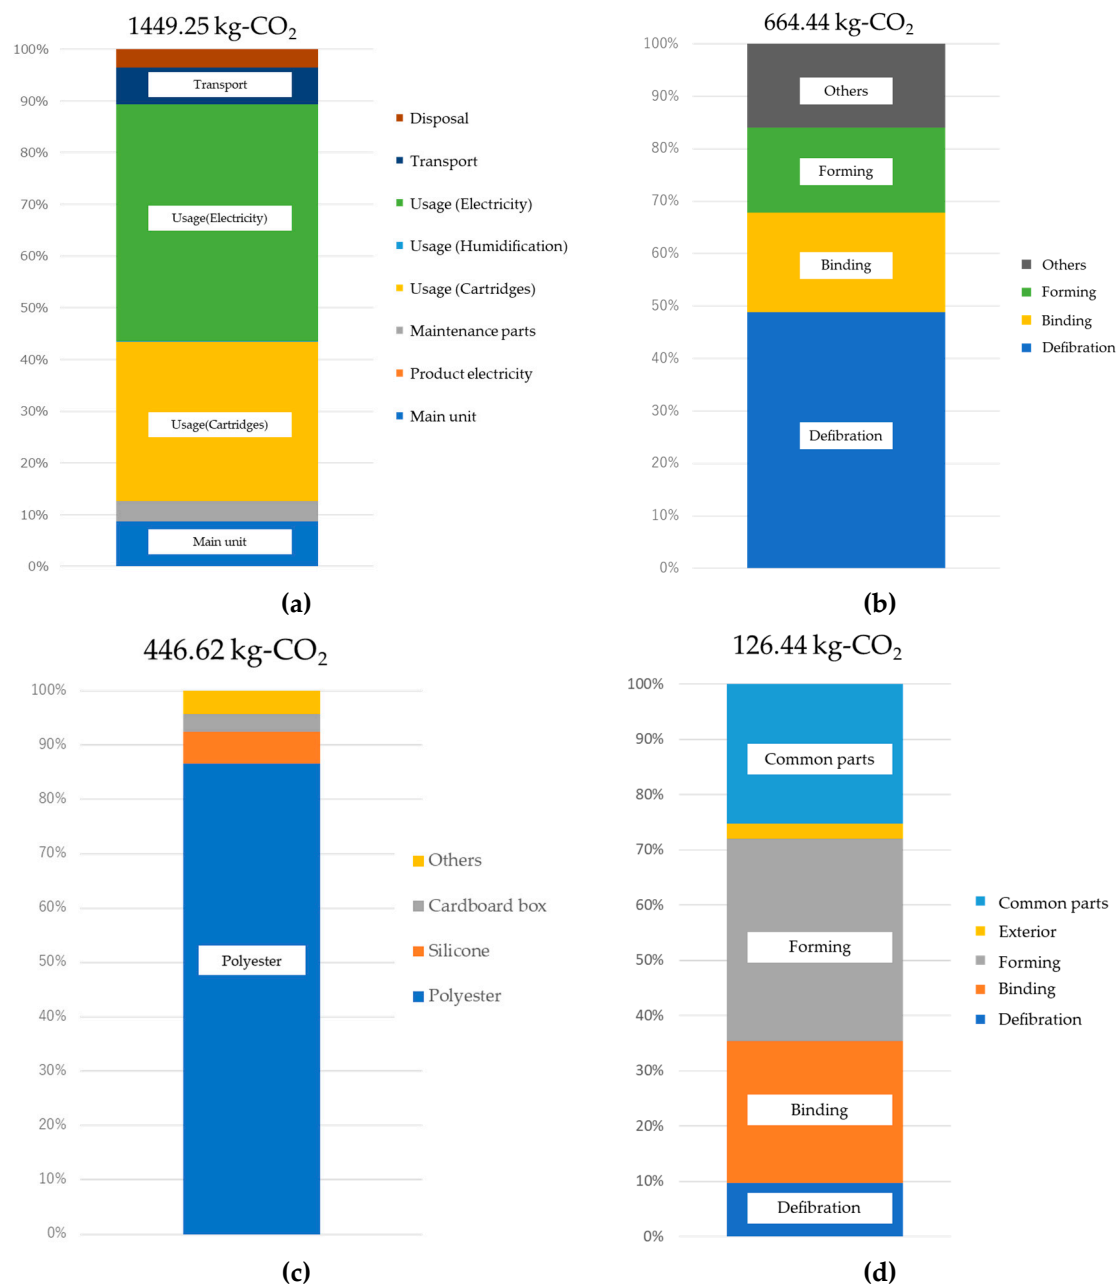 1449.25 kg-CO₂
100%
90%
80%
70%
60%
50%
40%
30%
20%
10%
0%
Transport
Usage(Electricity)
Usage(Cartridges)
Main unit
Disposal
Transport
Usage (Electricity)
Usage (Humidification)
Usage (Cartridges)
Maintenance parts
Product electricity
Main unit
(a)
664.44 kg-CO₂
100%
90%
80%
70%
60%
50%
40%
30%
20%
10%
0%
Others
Forming
Binding
Defibration
Others
Forming
Binding
Defibration
(b)
446.62 kg-CO₂
100%
90%
80%
70%
60%
50%
40%
30%
20%
10%
0%
Polyester
Others
Cardboard box
Silicone
Polyester
(c)
126.44 kg-CO₂
100%
90%
80%
70%
60%
50%
40%
30%
20%
10%
0%
Common parts
Forming
Binding
Defibration
Common parts
Exterior
Forming
Binding
Defibration
(d)